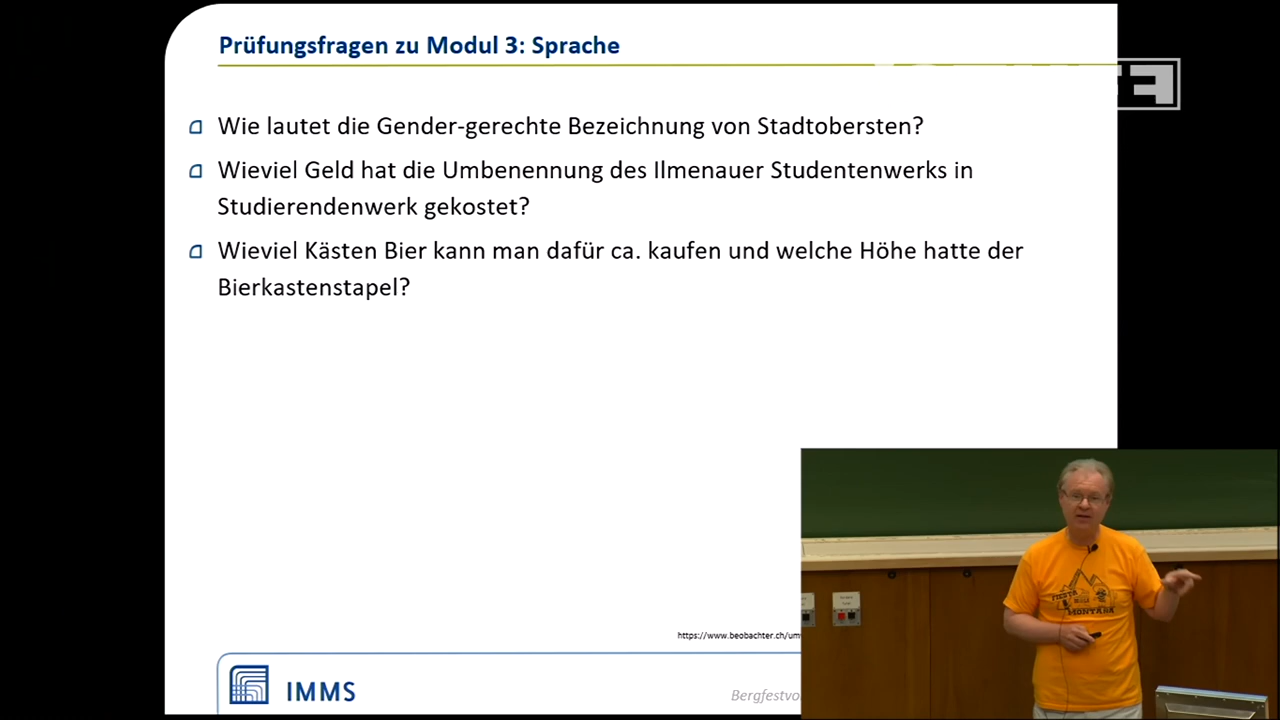 Prüfungsfragen zu Modul 3: Sprache
Wie lautet die Gender-gerechte Bezeichnung von Stadtobersten?
Wieviel Geld hat die Umbenennung des Ilmenauer Studentenwerks in
Studierendenwerk gekostet?
Wieviel Kästen Bier kann man dafür ca. kaufen und welche Höhe hatte der
Bierkastenstapel?
https://www.beobachter.ch/um
IMMS
Bergfestvo
FIESTA
MONTAÑA